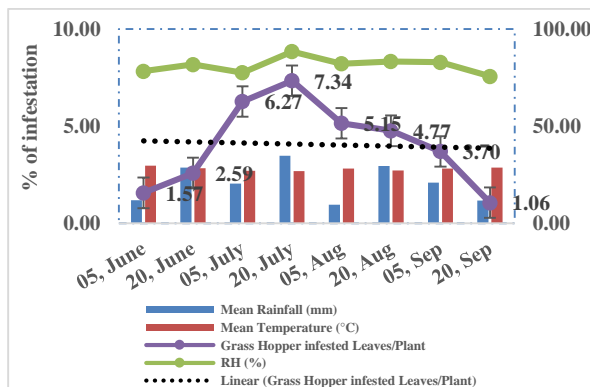 10.00
100.00
7.34
6.27
5.15
4.77
5.00
50.00
3.70
2.59
1.57
1.06
0.00
0.00
% of infestation
05, June
20, June
05, July
20, July
05, Aug
20, Aug
05, Sep
20, Sep
Mean Rainfall (mm)
Mean Temperature (°C)
Grass Hopper infested Leaves/Plant
RH (%)
Linear (Grass Hopper infested Leaves/Plant)